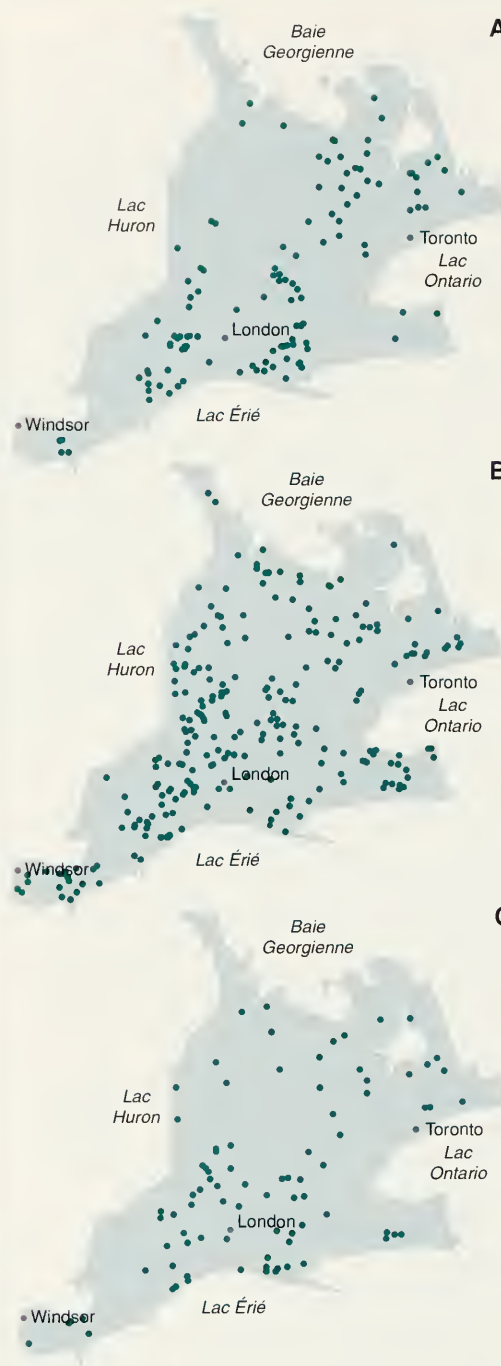 A
Baie
Georgienne
Lac
Huron
Toronto
Lac
Ontario
London
Windsor
Lac Érié
B
Baie
Georgienne
Lac
Huron
Toronto
Lac
Ontario
London
Windsor
Lac Érié
Baie
Georgienne
Lac
Huron
Toronto
Lac
Ontario
London
Windsor
Lac Érié